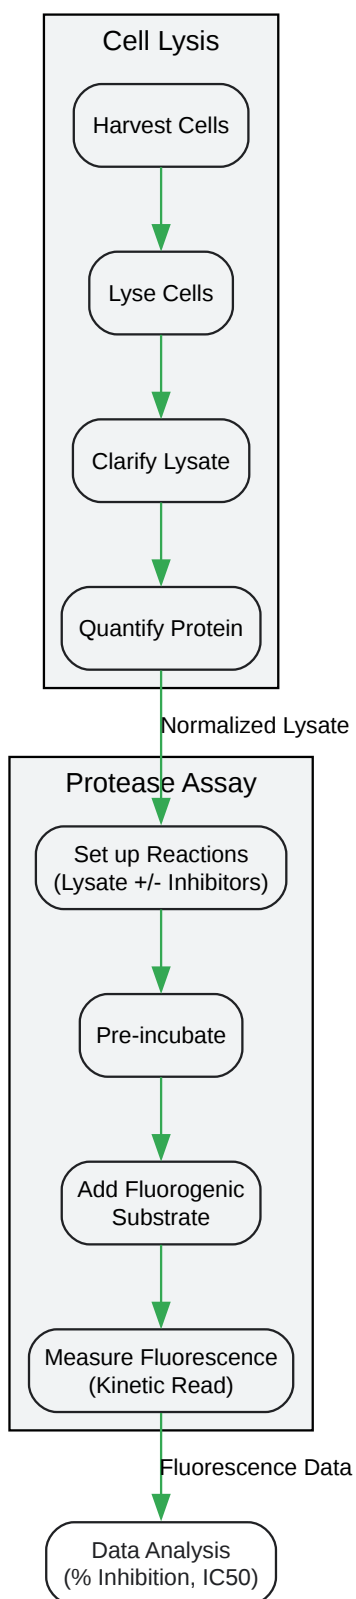 Cell Lysis
Harvest Cells
Lyse Cells
Clarify Lysate
Quantify Protein
Normalized Lysate
Protease Assay
Set up Reactions
(Lysate +/- Inhibitors)
Pre-incubate
Add Fluorogenic
Substrate
Measure Fluorescence
(Kinetic Read)
Fluorescence Data
Data Analysis
(% Inhibition, IC50)